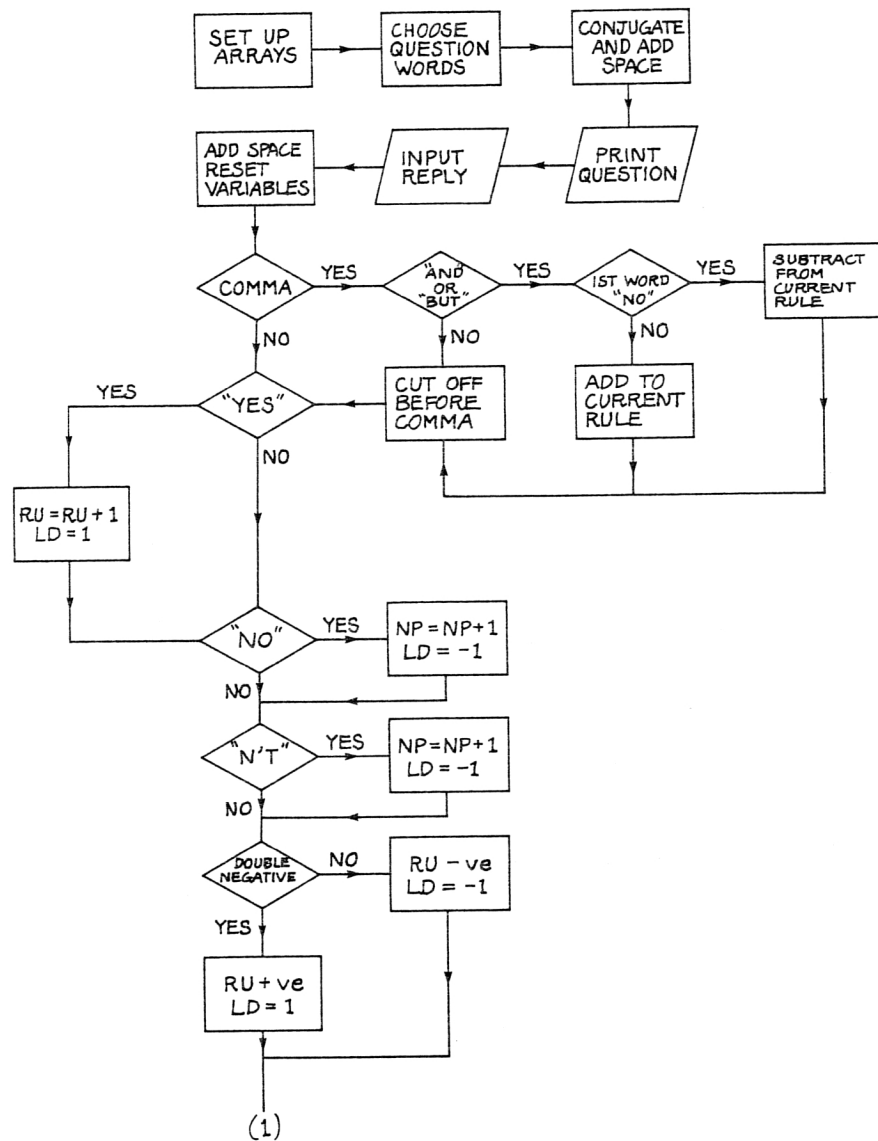 SET UP
ARRAYS
CHOOSE
QUESTION
WORDS
CONJUGATE
AND ADD
SPACE
ADD SPACE
RESET
VARIABLES
INPUT
REPLY
PRINT
QUESTION
COMMA
YES
"AND"
OR
"BUT"
YES
1ST WORD
"NO"
YES
SUBTRACT
FROM
CURRENT
RULE
NO
NO
NO
YES
"YES"
CUT OFF
BEFORE
COMMA
ADD TO
CURRENT
RULE
NO
RU=RU+1
LD=1
"NO"
YES
NP=NP+1
LD=-1
NO
"N'T"
YES
NP=NP+1
LD=-1
NO
DOUBLE
NEGATIVE
NO
RU-ve
LD=-1
YES
RU+ve
LD=1
(1)